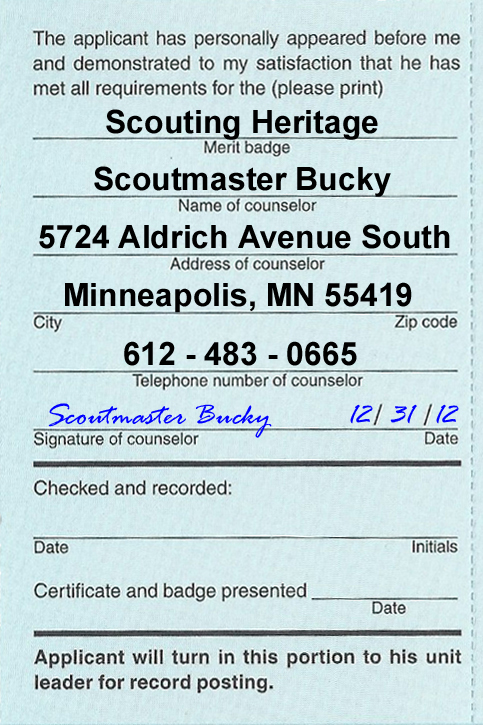 The applicant has personally appeared before me
and demonstrated to my satisfaction that he has
met all requirements for the (please print)
Scouting Heritage
Merit badge
Scoutmaster Bucky
Name of counselor
5724 Aldrich Avenue South
Address of counselor
Minneapolis, MN 55419
City Zip code
612 - 483 - 0665
Telephone number of counselor
Scoutmaster Bucky 12/ 31 /12
Signature of counselor Date
Checked and recorded:
Date Initials
Certificate and badge presented
Date
Applicant will turn in this portion to his unit
leader for record posting.